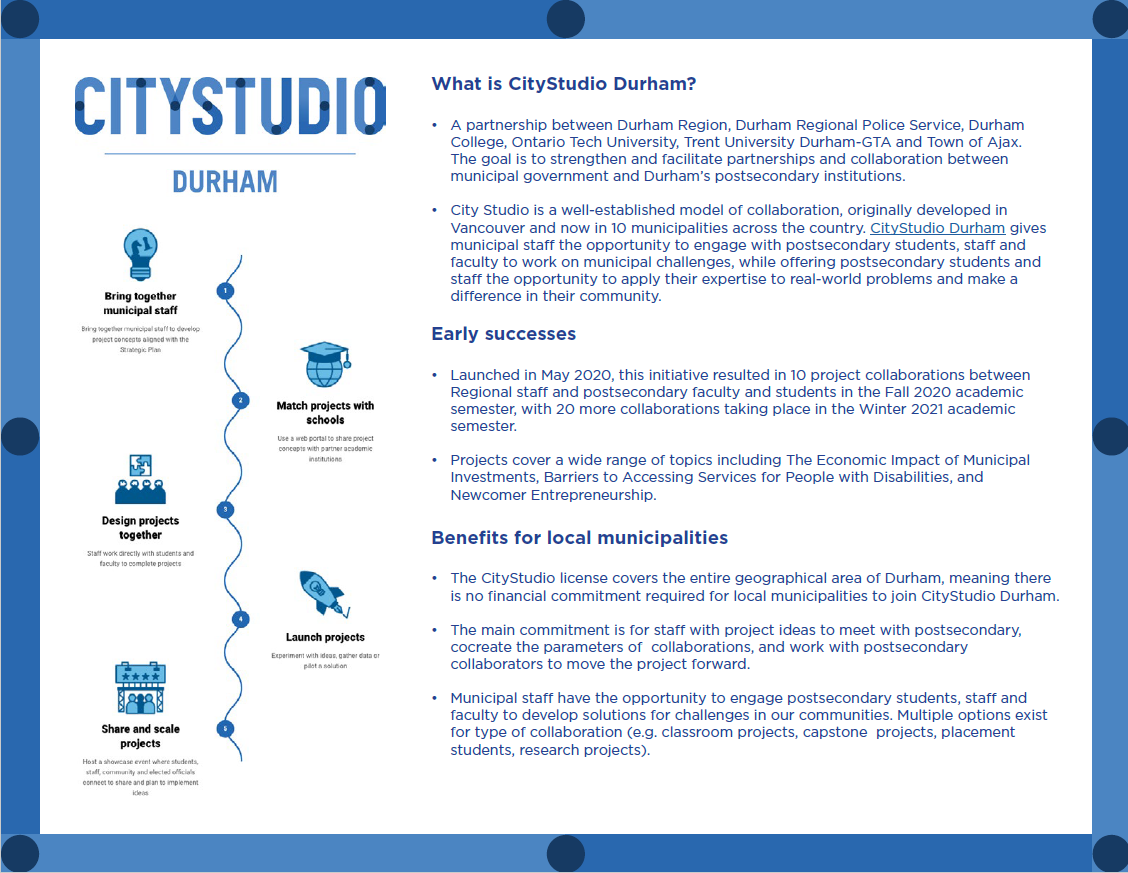 CITYSTUDIO
DURHAM
1
Bring together
municipal staff
Bring together municipal staff to develop
project concepts aligned with the
Strategic Plan
2
Match projects with
schools
Use a web portal to share project
concepts with partner academic
institutions
3
Design projects
together
Staff work directly with students and
faculty to complete projects
4
Launch projects
Experiment with ideas, gather data or
pilot a solution
5
Share and scale
projects
Host a showcase event where students,
staff, community and elected officials
connect to share and plan to implement
ideas
What is CityStudio Durham?
• A partnership between Durham Region, Durham Regional Police Service, Durham
College, Ontario Tech University, Trent University Durham-GTA and Town of Ajax.
The goal is to strengthen and facilitate partnerships and collaboration between
municipal government and Durham's postsecondary institutions.
• City Studio is a well-established model of collaboration, originally developed in
Vancouver and now in 10 municipalities across the country. CityStudio Durham gives
municipal staff the opportunity to engage with postsecondary students, staff and
faculty to work on municipal challenges, while offering postsecondary students and
staff the opportunity to apply their expertise to real-world problems and make a
difference in their community.
Early successes
• Launched in May 2020, this initiative resulted in 10 project collaborations between
Regional staff and postsecondary faculty and students in the Fall 2020 academic
semester, with 20 more collaborations taking place in the Winter 2021 academic
semester.
• Projects cover a wide range of topics including The Economic Impact of Municipal
Investments, Barriers to Accessing Services for People with Disabilities, and
Newcomer Entrepreneurship.
Benefits for local municipalities
• The CityStudio license covers the entire geographical area of Durham, meaning there
is no financial commitment required for local municipalities to join CityStudio Durham.
• The main commitment is for staff with project ideas to meet with postsecondary,
cocreate the parameters of collaborations, and work with postsecondary
collaborators to move the project forward.
• Municipal staff have the opportunity to engage postsecondary students, staff and
faculty to develop solutions for challenges in our communities. Multiple options exist
for type of collaboration (e.g. classroom projects, capstone projects, placement
students, research projects).